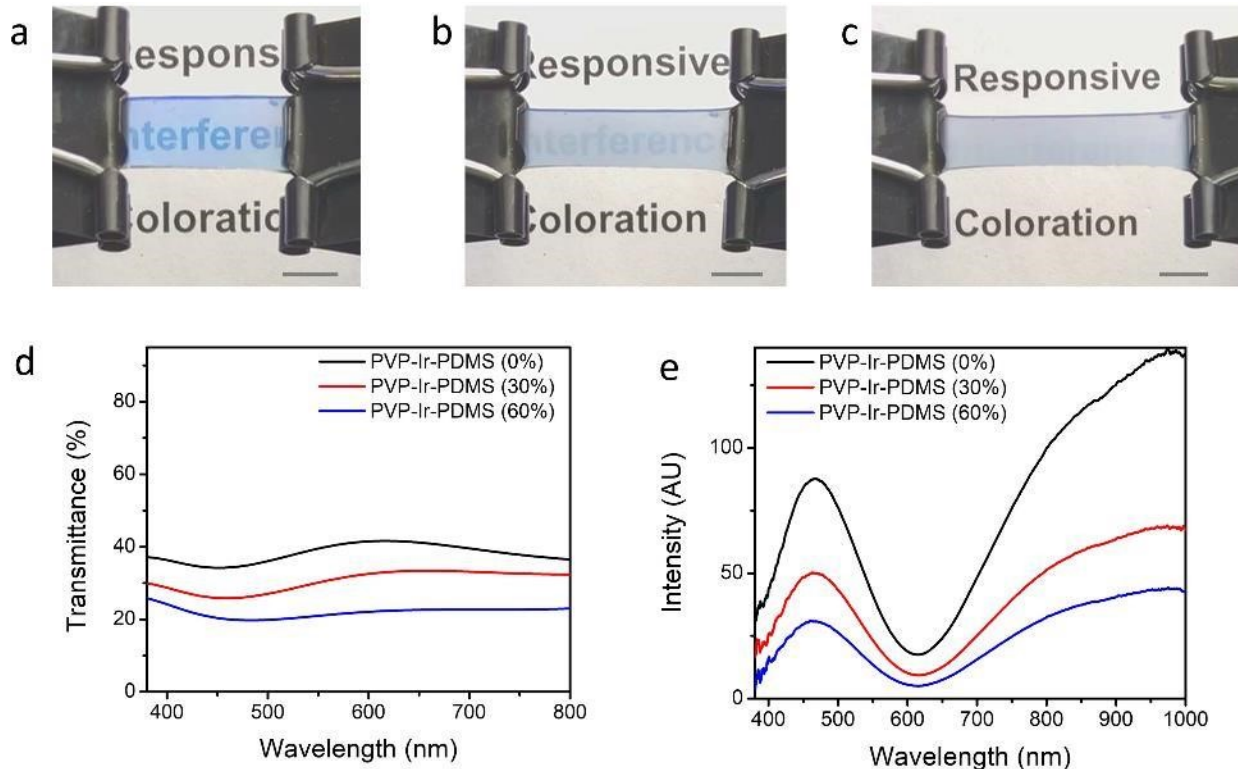 a
b
c
Respons
Responsive
Responsive
nterferen
nterference
Coloratio
Coloration
Coloration
d
PVP-Ir-PDMS (0%)
PVP-Ir-PDMS (30%)
PVP-Ir-PDMS (60%)
80
60
40
20
0
Transmittance (%)
400 500 600 700 800
Wavelength (nm)
e
PVP-Ir-PDMS (0%)
PVP-Ir-PDMS (30%)
PVP-Ir-PDMS (60%)
100
50
0
Intensity (AU)
400 500 600 700 800 900 1000
Wavelength (nm)